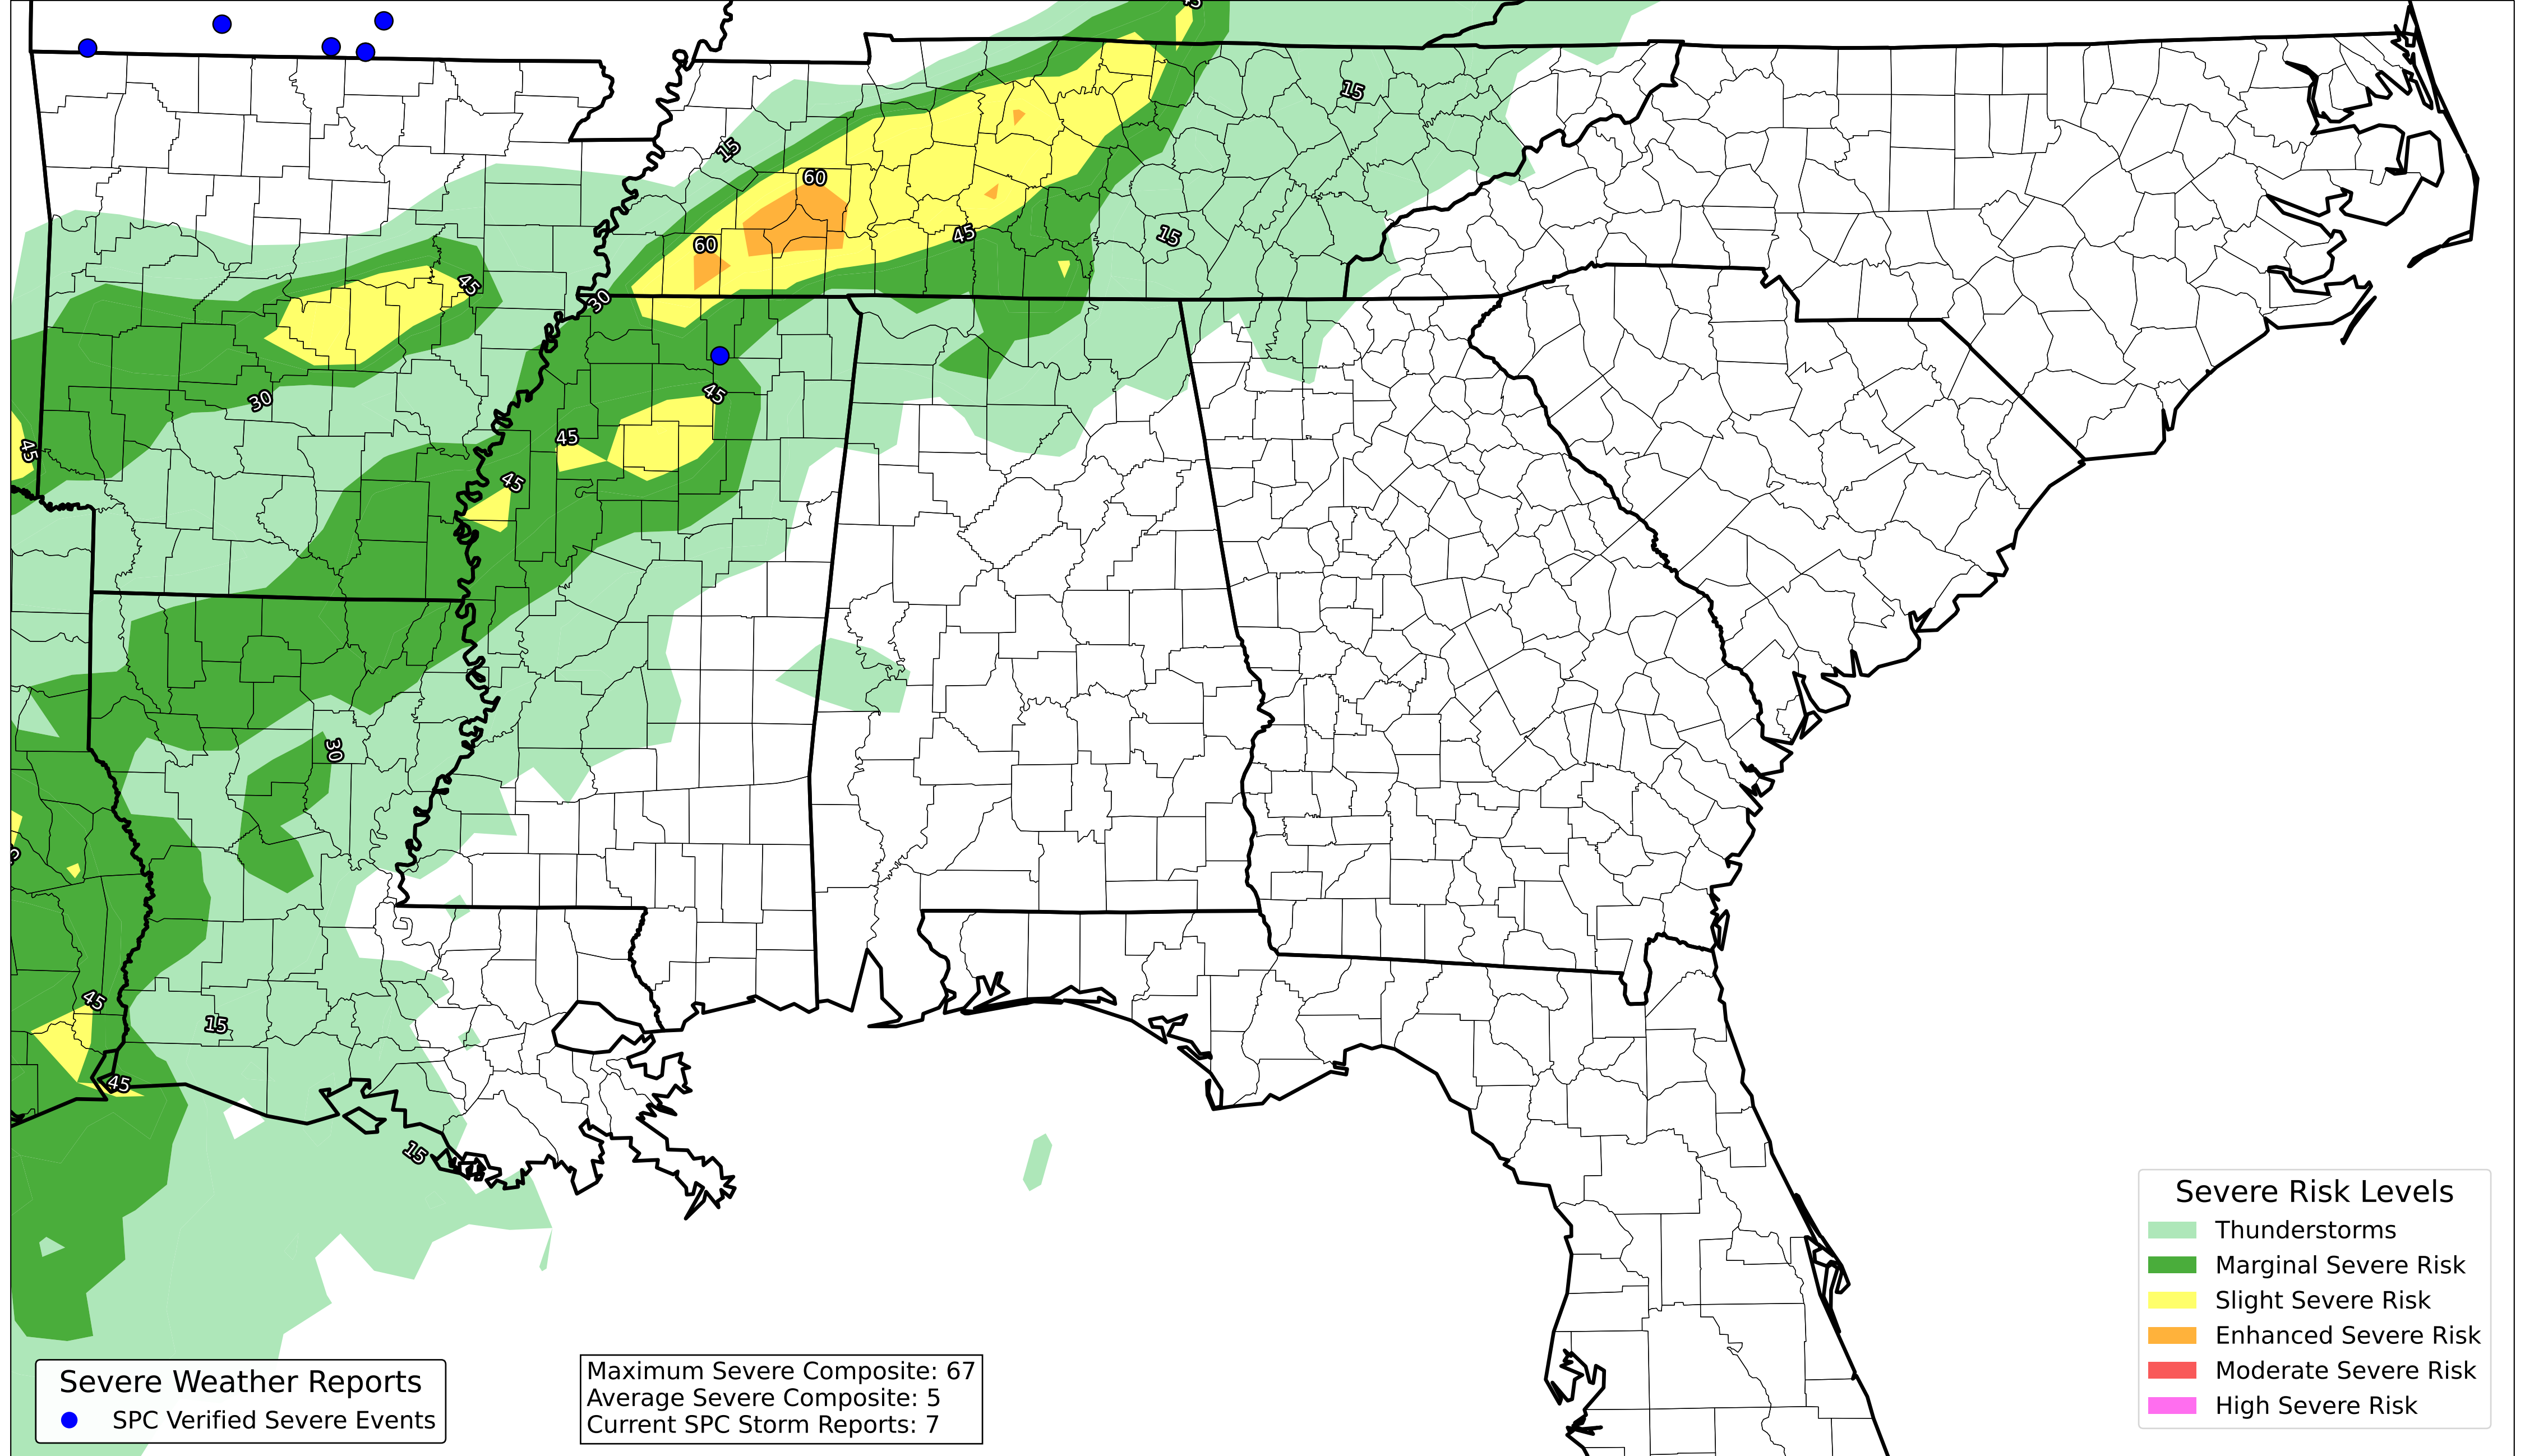 45
15
15
60
15
45
60
45
30
45
30
45
45
45
30
45
15
45
15
Severe Risk Levels
Thunderstorms
Marginal Severe Risk
Slight Severe Risk
Enhanced Severe Risk
Moderate Severe Risk
High Severe Risk
Severe Weather Reports
SPC Verified Severe Events
Maximum Severe Composite: 67
Average Severe Composite: 5
Current SPC Storm Reports: 7